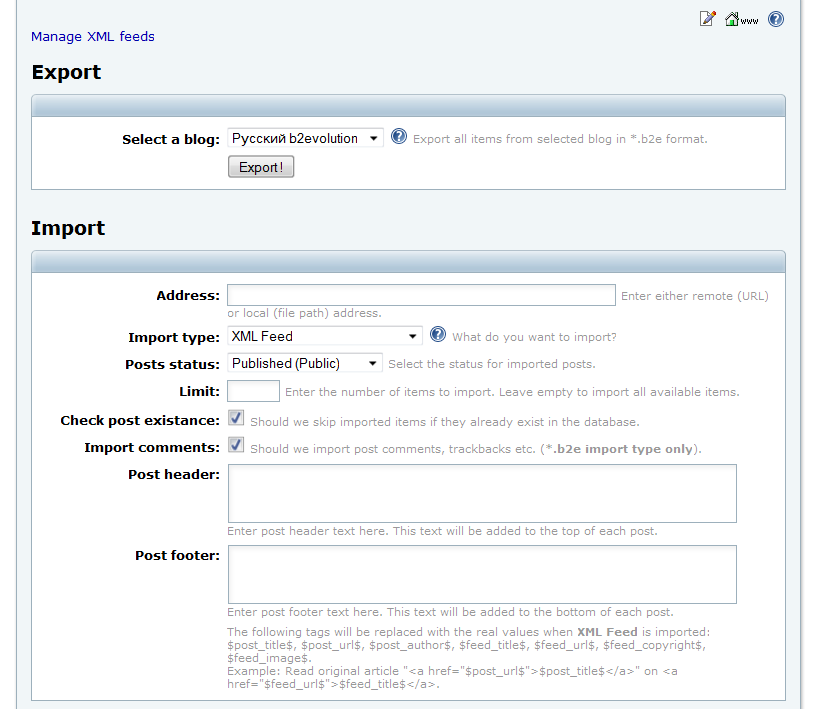 www
Manage XML feeds
Export
Select a blog: Русский b2evolution Export all items from selected blog in *.b2e format.
Export!
Import
Address: Enter either remote (URL)
or local (file path) address.
Import type: XML Feed What do you want to import?
Posts status: Published (Public) Select the status for imported posts.
Limit: Enter the number of items to import. Leave empty to import all available items.
Check post existance: Should we skip imported items if they already exist in the database.
Import comments: Should we import post comments, trackbacks etc. (*.b2e import type only).
Post header:
Enter post header text here. This text will be added to the top of each post.
Post footer:
Enter post footer text here. This text will be added to the bottom of each post.
The following tags will be replaced with the real values when XML Feed is imported:
$post_title$, $post_url$, $post_author$, $feed_title$, $feed_url$, $feed_copyright$,
$feed_image$.
Example: Read original article "<a href="$post_url$">$post_title$</a>" on <a
href="$feed_url$">$feed_title$</a>.